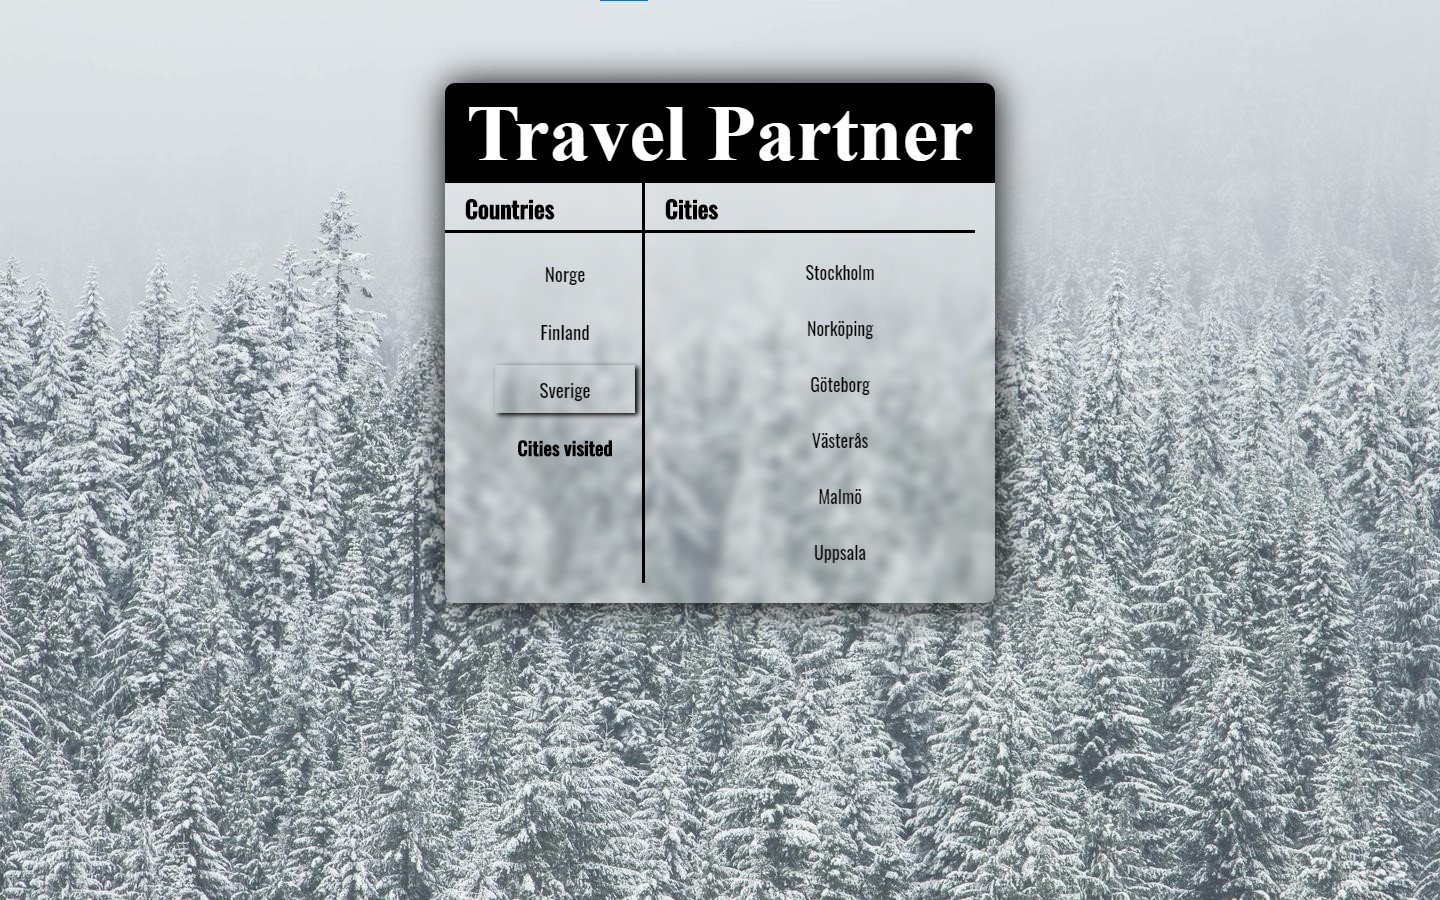 Travel Partner
Countries
Norge
Finland
Sverige
Cities visited
Cities
Stockholm
Norköping
Göteborg
Västerås
Malmö
Uppsala